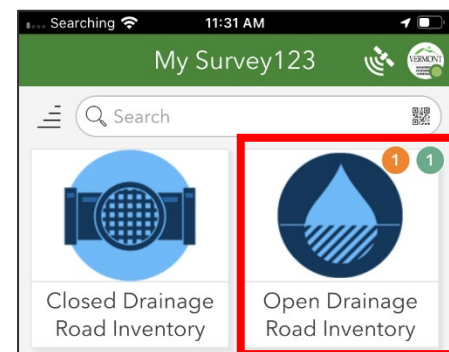 Searching 11:31 AM
My Survey123
VERMONT
Search
1 1
Closed Drainage
Road Inventory
Open Drainage
Road Inventory